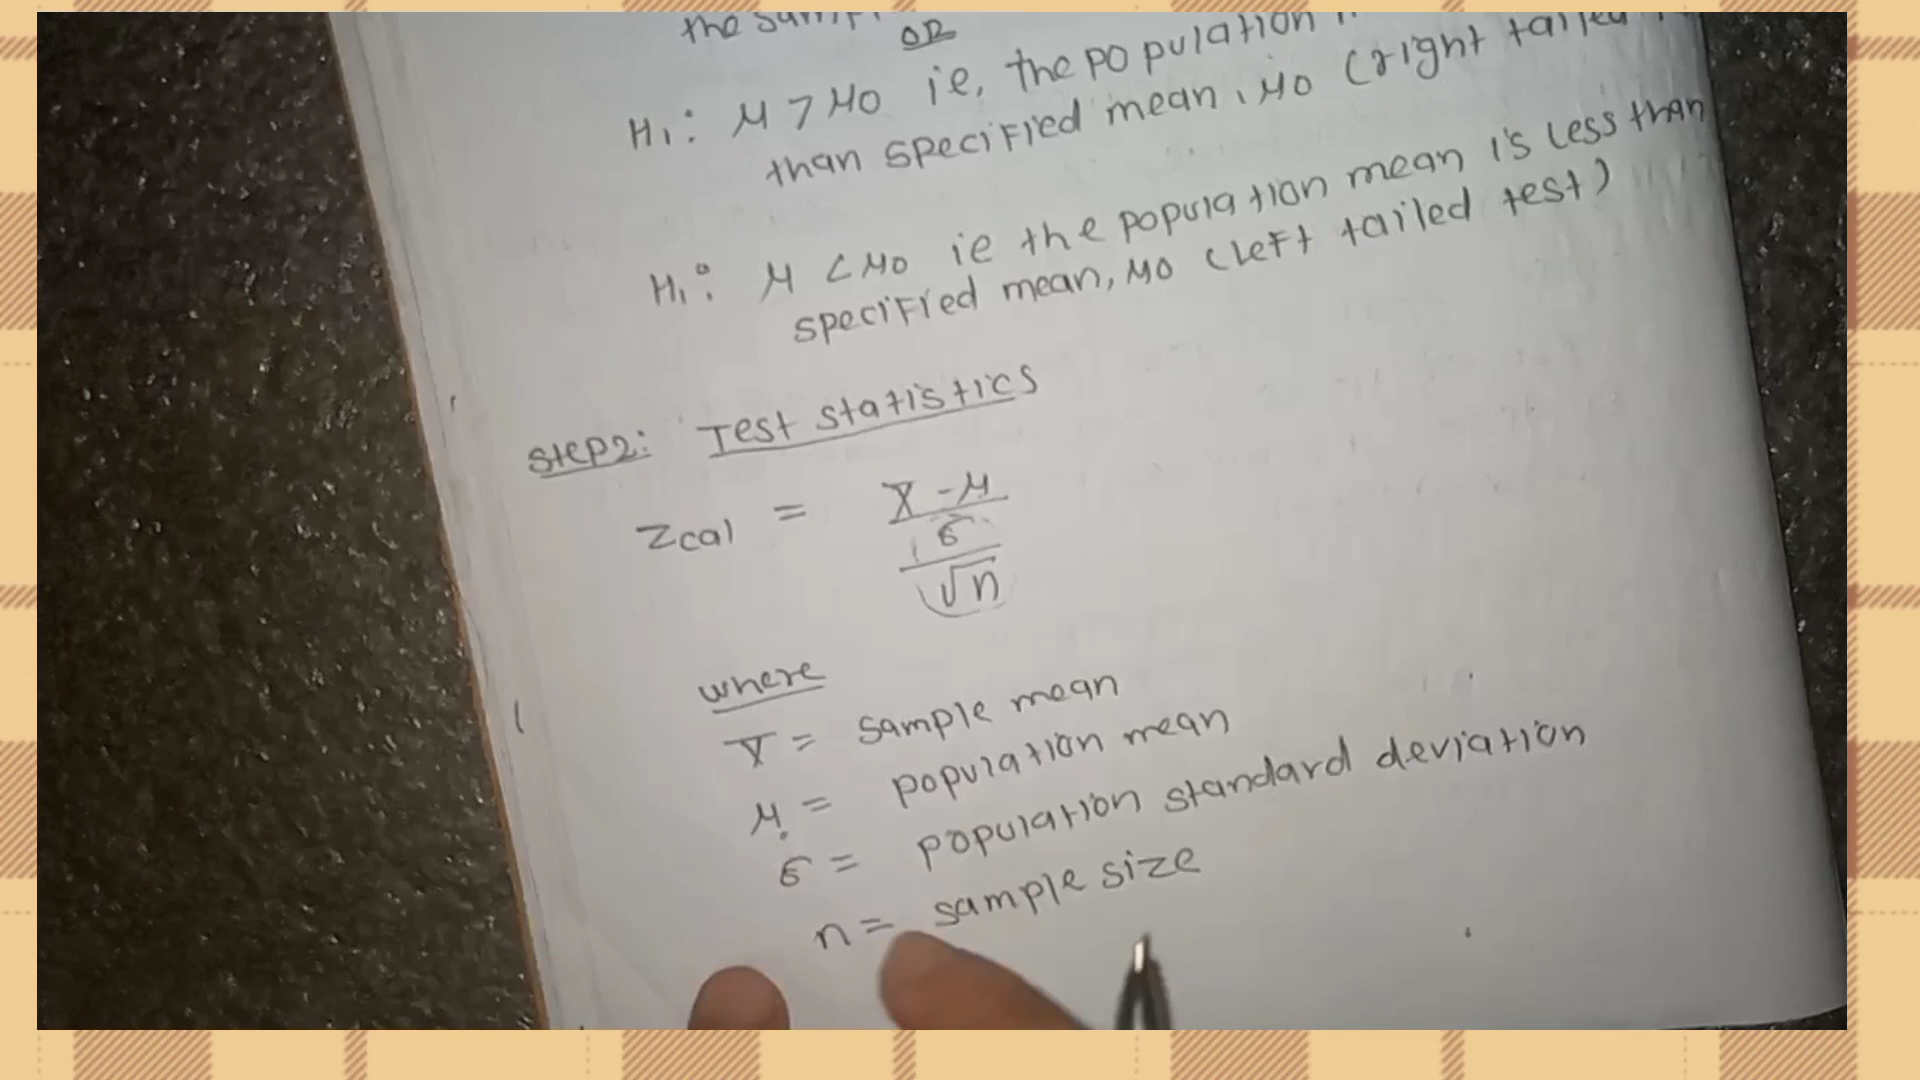 the samp
OR
H₁: μ > μ0 ie, the population
than specified mean, μ0 (right tailed
H₁: μ < μ0 ie the population mean is less than
specified mean, μ0 (left tailed test)
Step2: Test statistics
Zcal = X̄ - μ
σ
√n
where
X̄ = sample mean
μ = population mean
σ = population standard deviation
n = sample size